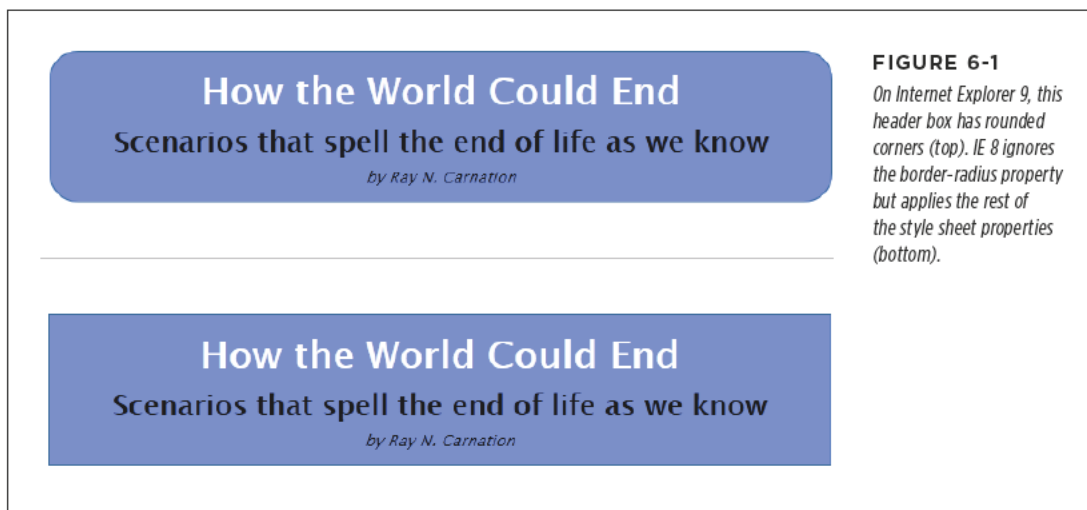 How the World Could End
Scenarios that spell the end of life as we know
by Ray N. Carnation
How the World Could End
Scenarios that spell the end of life as we know
by Ray N. Carnation
FIGURE 6-1
On Internet Explorer 9, this
header box has rounded
corners (top). IE 8 ignores
the border-radius property
but applies the rest of
the style sheet properties
(bottom).